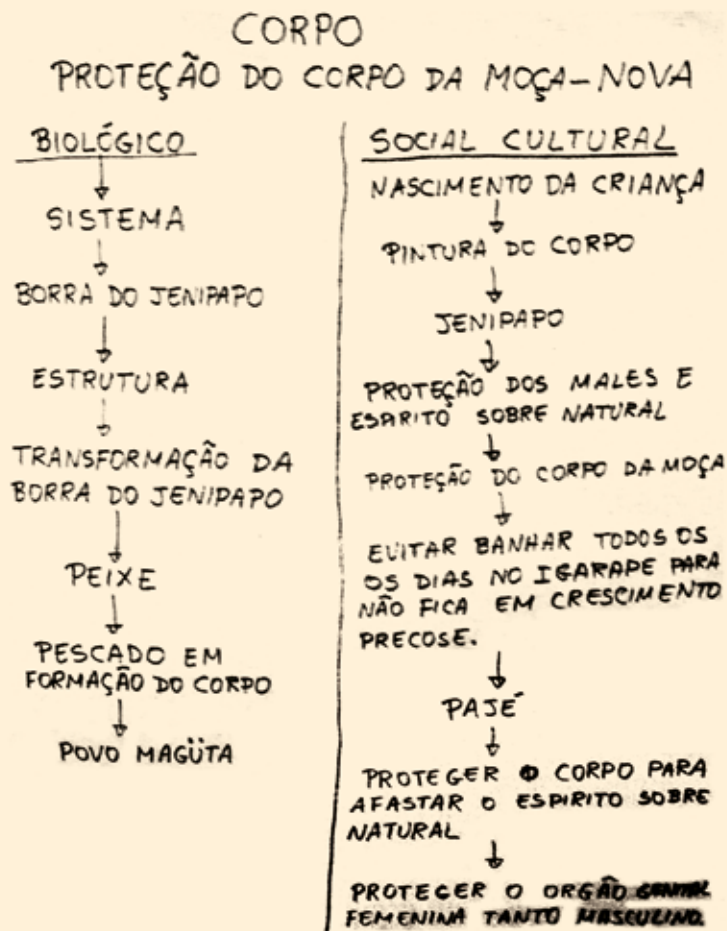 CORPO
PROTEÇÃO DO CORPO DA MOÇA-NOVA
BIOLÓGICO
SISTEMA
BORRA DO JENIPAPO
ESTRUTURA
TRANSFORMAÇÃO DA
BORRA DO JENIPAPO
PEIXE
PESCADO EM
FORMAÇÃO DO CORPO
POVO MAGÜTA
SOCIAL CULTURAL
NASCIMENTO DA CRIANÇA
PINTURA DO CORPO
JENIPAPO
PROTEÇÃO DOS MALES E
ESPIRITO SOBRE NATURAL
PROTEÇÃO DO CORPO DA MOÇA
EVITAR BANHAR TODOS OS
OS DIAS NO IGARAPE PARA
NÃO FICA EM CRESCIMENTO
PRECOSE.
PAJÉ
PROTEGER O CORPO PARA
AFASTAR O ESPIRITO SOBRE
NATURAL
PROTEGER O ORGÃO
FEMENINA TANTO MASCULINO.